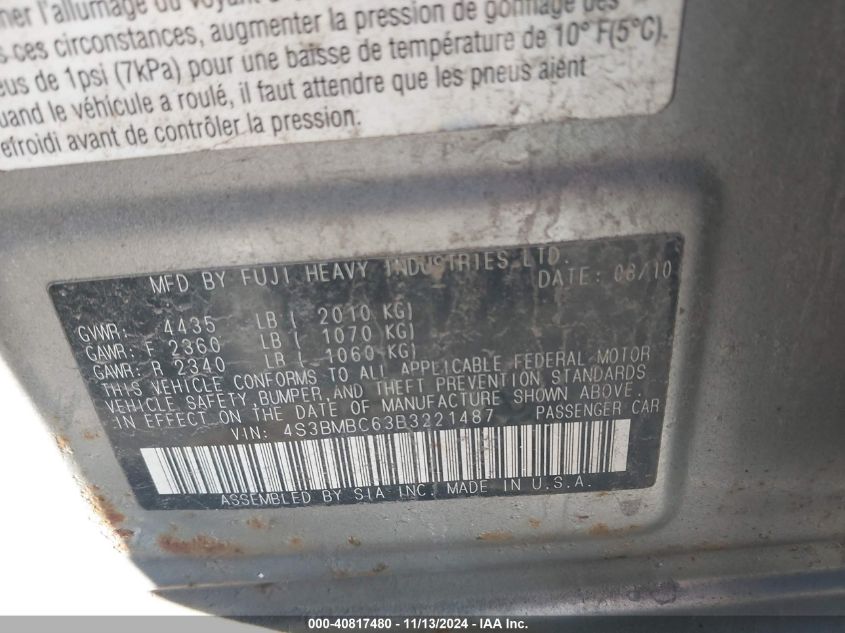 ner l'allumage ou
s ces circonstances, augmenter la pression de gonflage des
eus de 1psi (7kPa) pour une baisse de température de 10° F(5°C).
uand le véhicule a roulé, il faut attendre que les pneus aient
efroidi avant de contrôler la pression.
MFD BY FUJI HEAVY INDUSTRIES LTD.
DATE: 06/10
GVWR: 4435 LB ( 2010 KG)
GAWR: F 2360 LB ( 1070 KG)
GAWR: R 2340 LB ( 1060 KG)
THIS VEHICLE CONFORMS TO ALL APPLICABLE FEDERAL MOTOR
VEHICLE SAFETY, BUMPER, AND THEFT PREVENTION STANDARDS
IN EFFECT ON THE DATE OF MANUFACTURE SHOWN ABOVE.
VIN: 4S3BMBC63B3221487 PASSENGER CAR
ASSEMBLED BY SIA INC. MADE IN U.S.A.
000-40817480 - 11/13/2024 - IAA Inc.